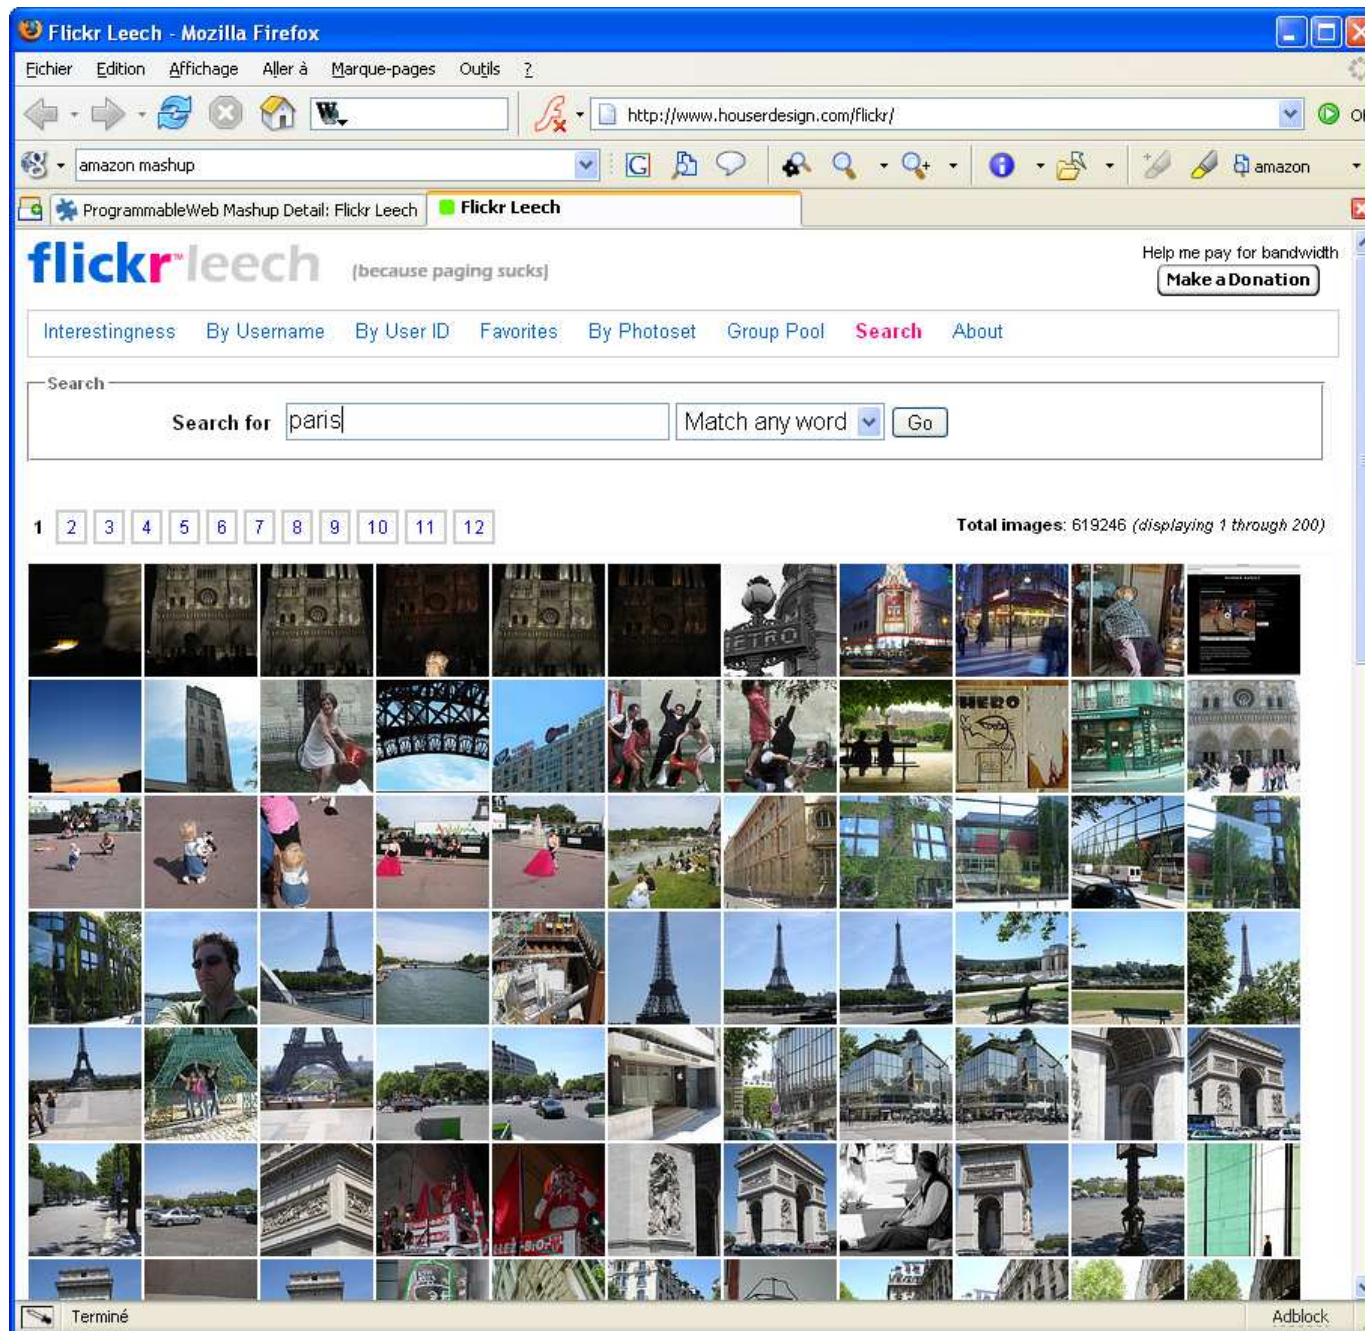 Flickr Leech - Mozilla Firefox
Fichier Edition Affichage Aller à Marque-pages Outils ?
W. http://www.houserdesign.com/flickr/
amazon mashup G amazon
ProgrammableWeb Mashup Detail: Flickr Leech Flickr Leech
flickr™ leech (because paging sucks)
Help me pay for bandwidth
Make a Donation
Interestingness By Username By User ID Favorites By Photoset Group Pool Search About
Search
Search for paris Match any word Go
1 2 3 4 5 6 7 8 9 10 11 12 Total images: 619246 (displaying 1 through 200)
HERO
Terminé Adblock